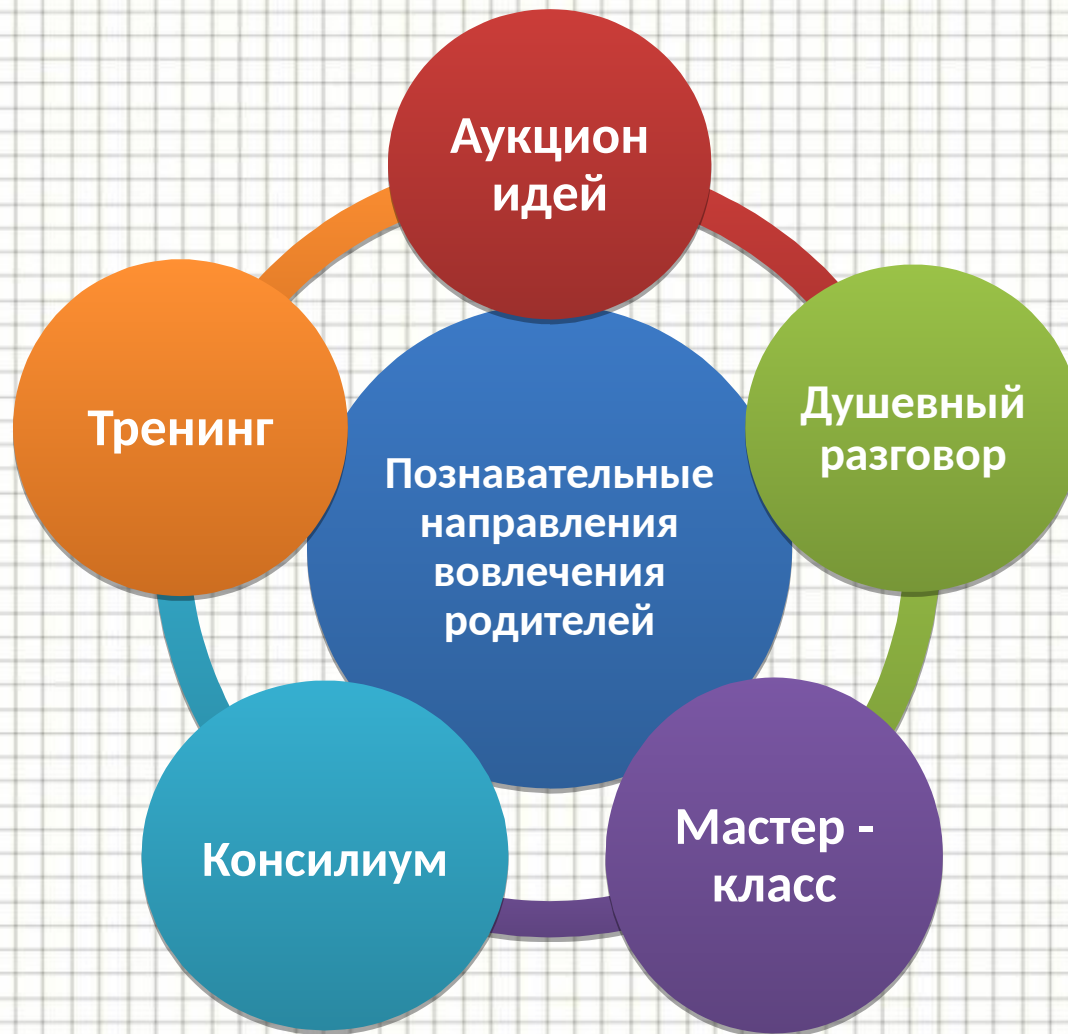 Аукцион
идей
Душевный
разговор
Тренинг
Познавательные
направления
вовлечения
родителей
Мастер -
класс
Консилиум